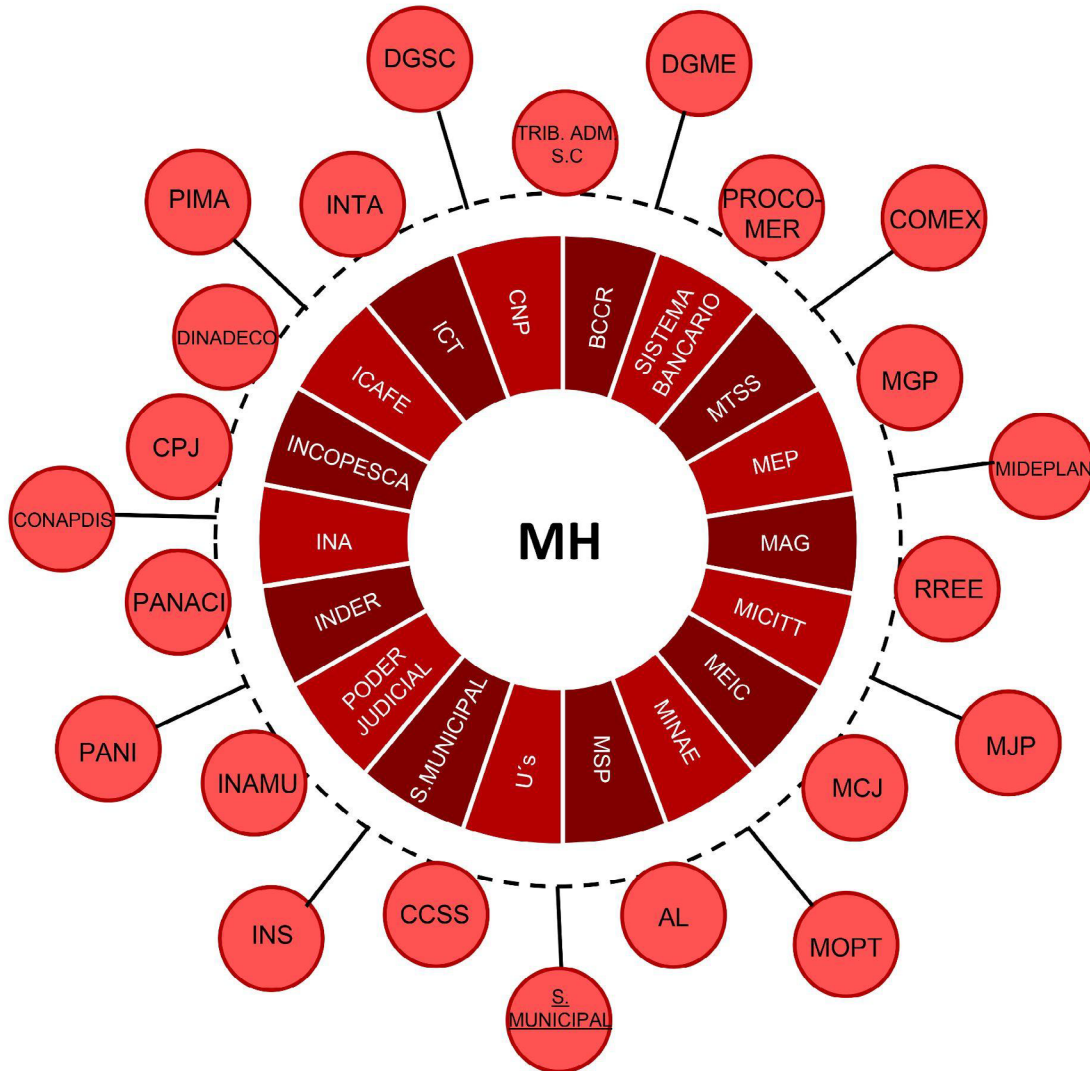 DGSC
DGME
TRIB. ADM.
S.C
PIMA
INTA
PROCO-
MER
COMEX
DINADECO
MGP
CPJ
MIDEPLAN
CONAPDIS
PANACI
RREE
PANI
MJP
INAMU
MCJ
INS
CCSS
AL
MOPT
S.
MUNICIPAL
BCCR
SISTEMA
BANCARIO
MTSS
MEP
MAG
MICITT
MEIC
MINAE
MSP
U´s
S.MUNICIPAL
PODER
JUDICIAL
INDER
INA
INCOPESCA
ICAFE
ICT
CNP
MH